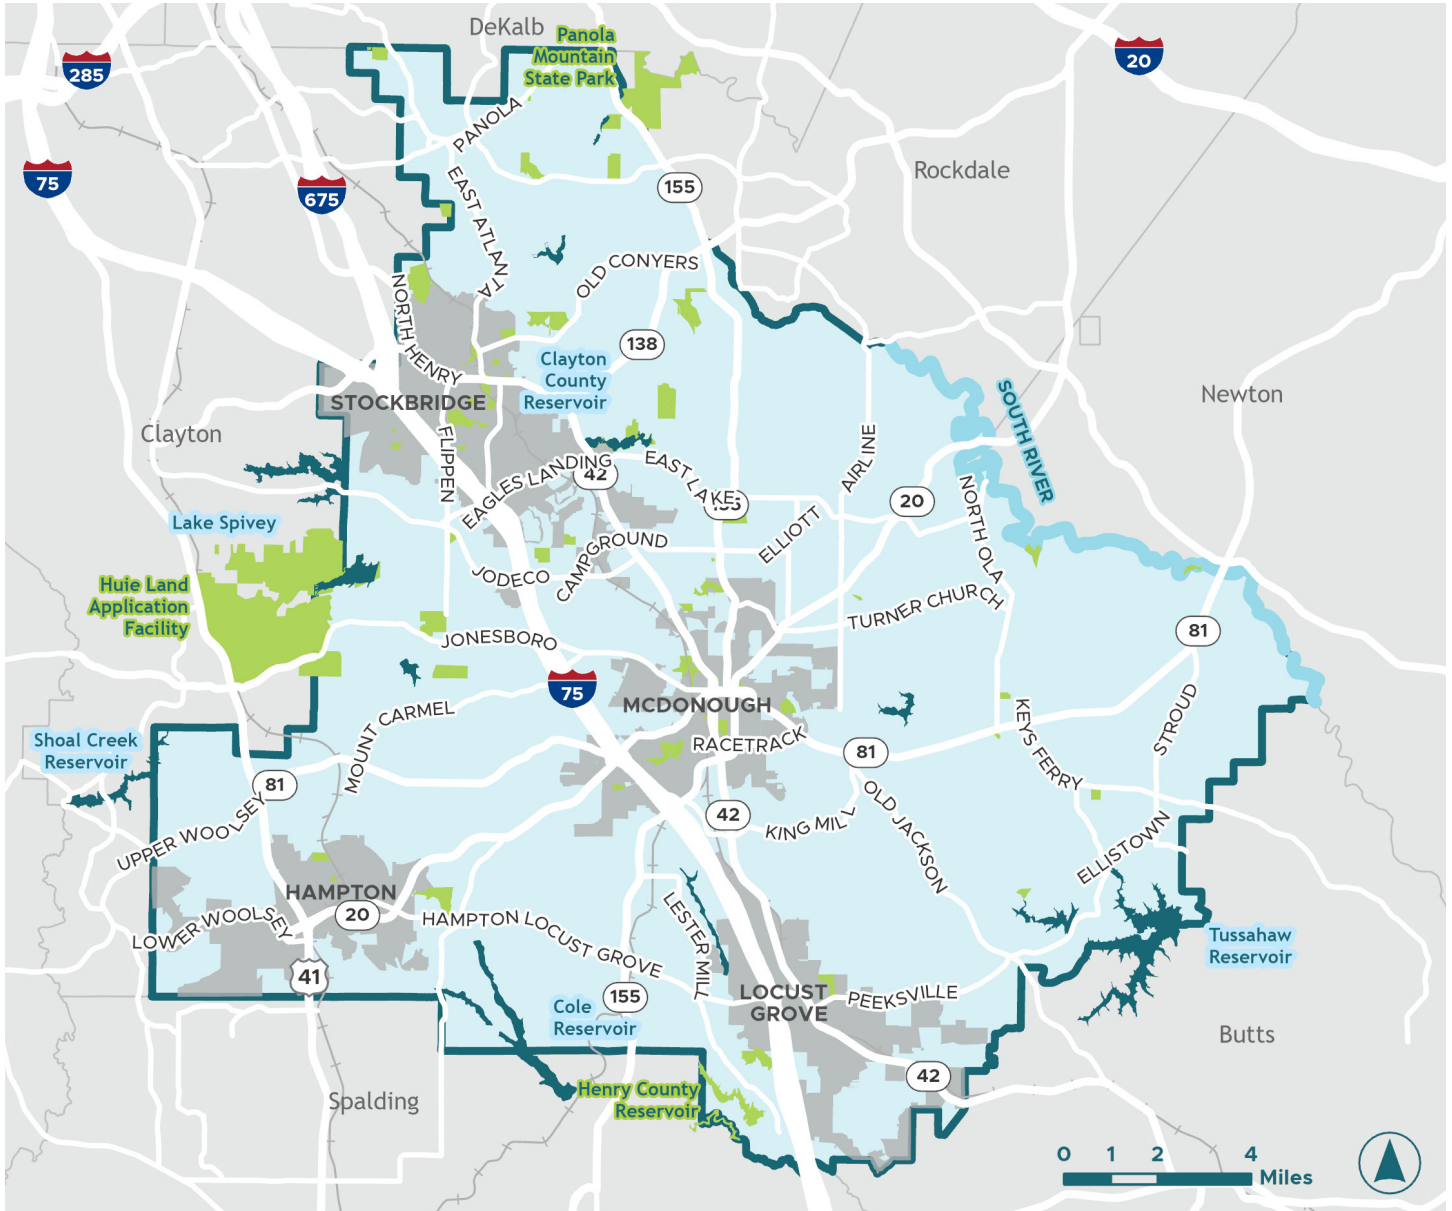 DeKalb
Panola
Mountain
State Park
20
285
75
675
PANOLA
155
Rockdale
EAST ATLANTA
OLD CONYERS
NORTH HENRY
138
Clayton
County
Reservoir
STOCKBRIDGE
Newton
SOUTH RIVER
Clayton
FLIPPEN
EAGLES LANDING
42
EAST LAKE
155
AIRLINE
20
NORTH OLA
Lake Spivey
ELLIOTT
CAMPGROUND
JODECO
Huie Land
Application
Facility
TURNER CHURCH
JONESBORO
81
75
MCDONOUGH
MOUNT CARMEL
RACETRACK
KEYS FERRY
STROUD
Shoal Creek
Reservoir
81
81
42
KING MILL
OLD JACKSON
UPPER WOOLSEY
ELLISTOWN
HAMPTON
20
LOWER WOOLSEY
HAMPTON LOCUST GROVE
LESTER MILL
Tussahaw
Reservoir
41
155
LOCUST
GROVE
PEEKSVILLE
Cole
Reservoir
Butts
42
Spalding
Henry County
Reservoir
0 1 2 4
Miles